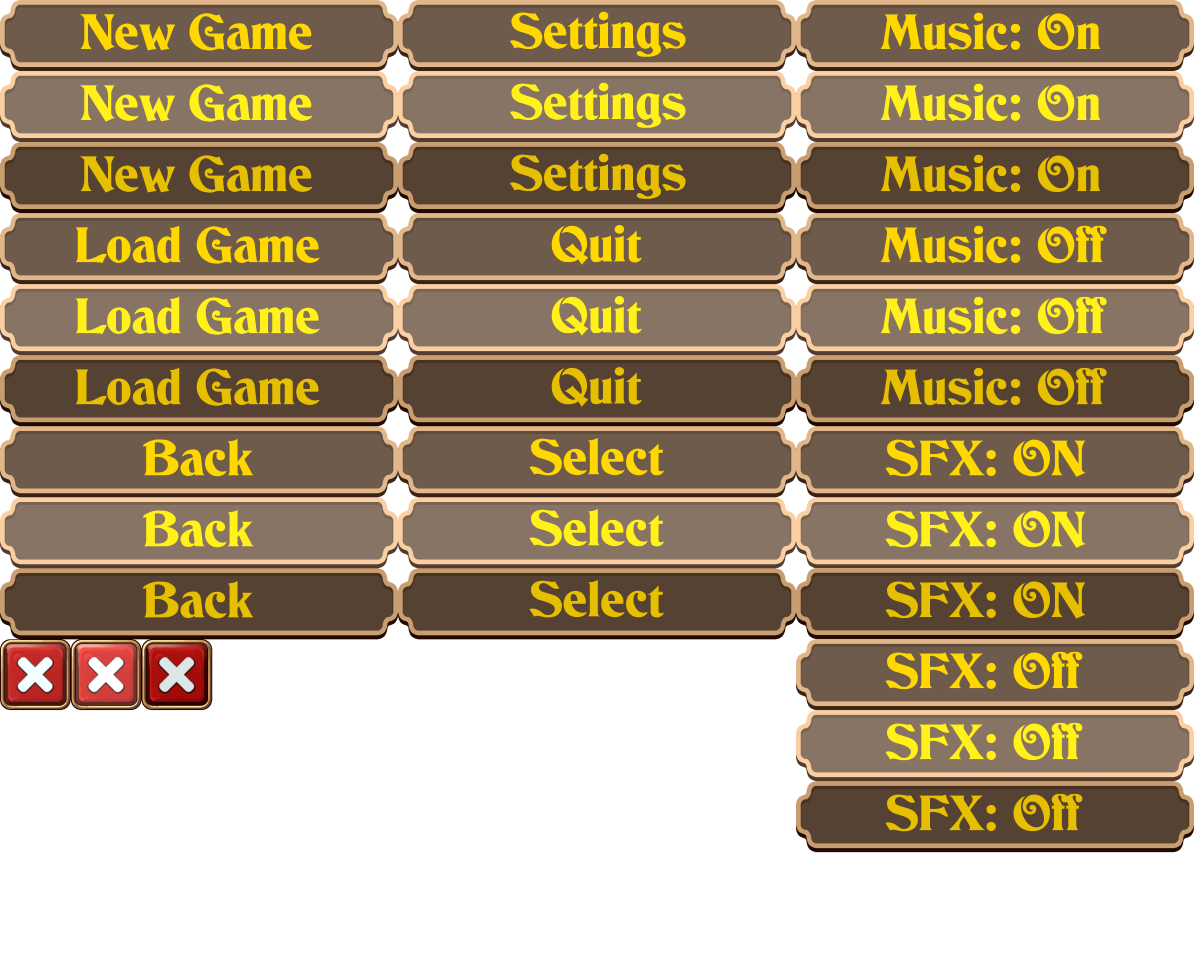 New Game
Settings
Music: On
New Game
Settings
Music: On
New Game
Settings
Music: On
Load Game
Quit
Music: Off
Load Game
Quit
Music: Off
Load Game
Quit
Music: Off
Back
Select
SFX: ON
Back
Select
SFX: ON
Back
Select
SFX: ON
SFX: Off
SFX: Off
SFX: Off